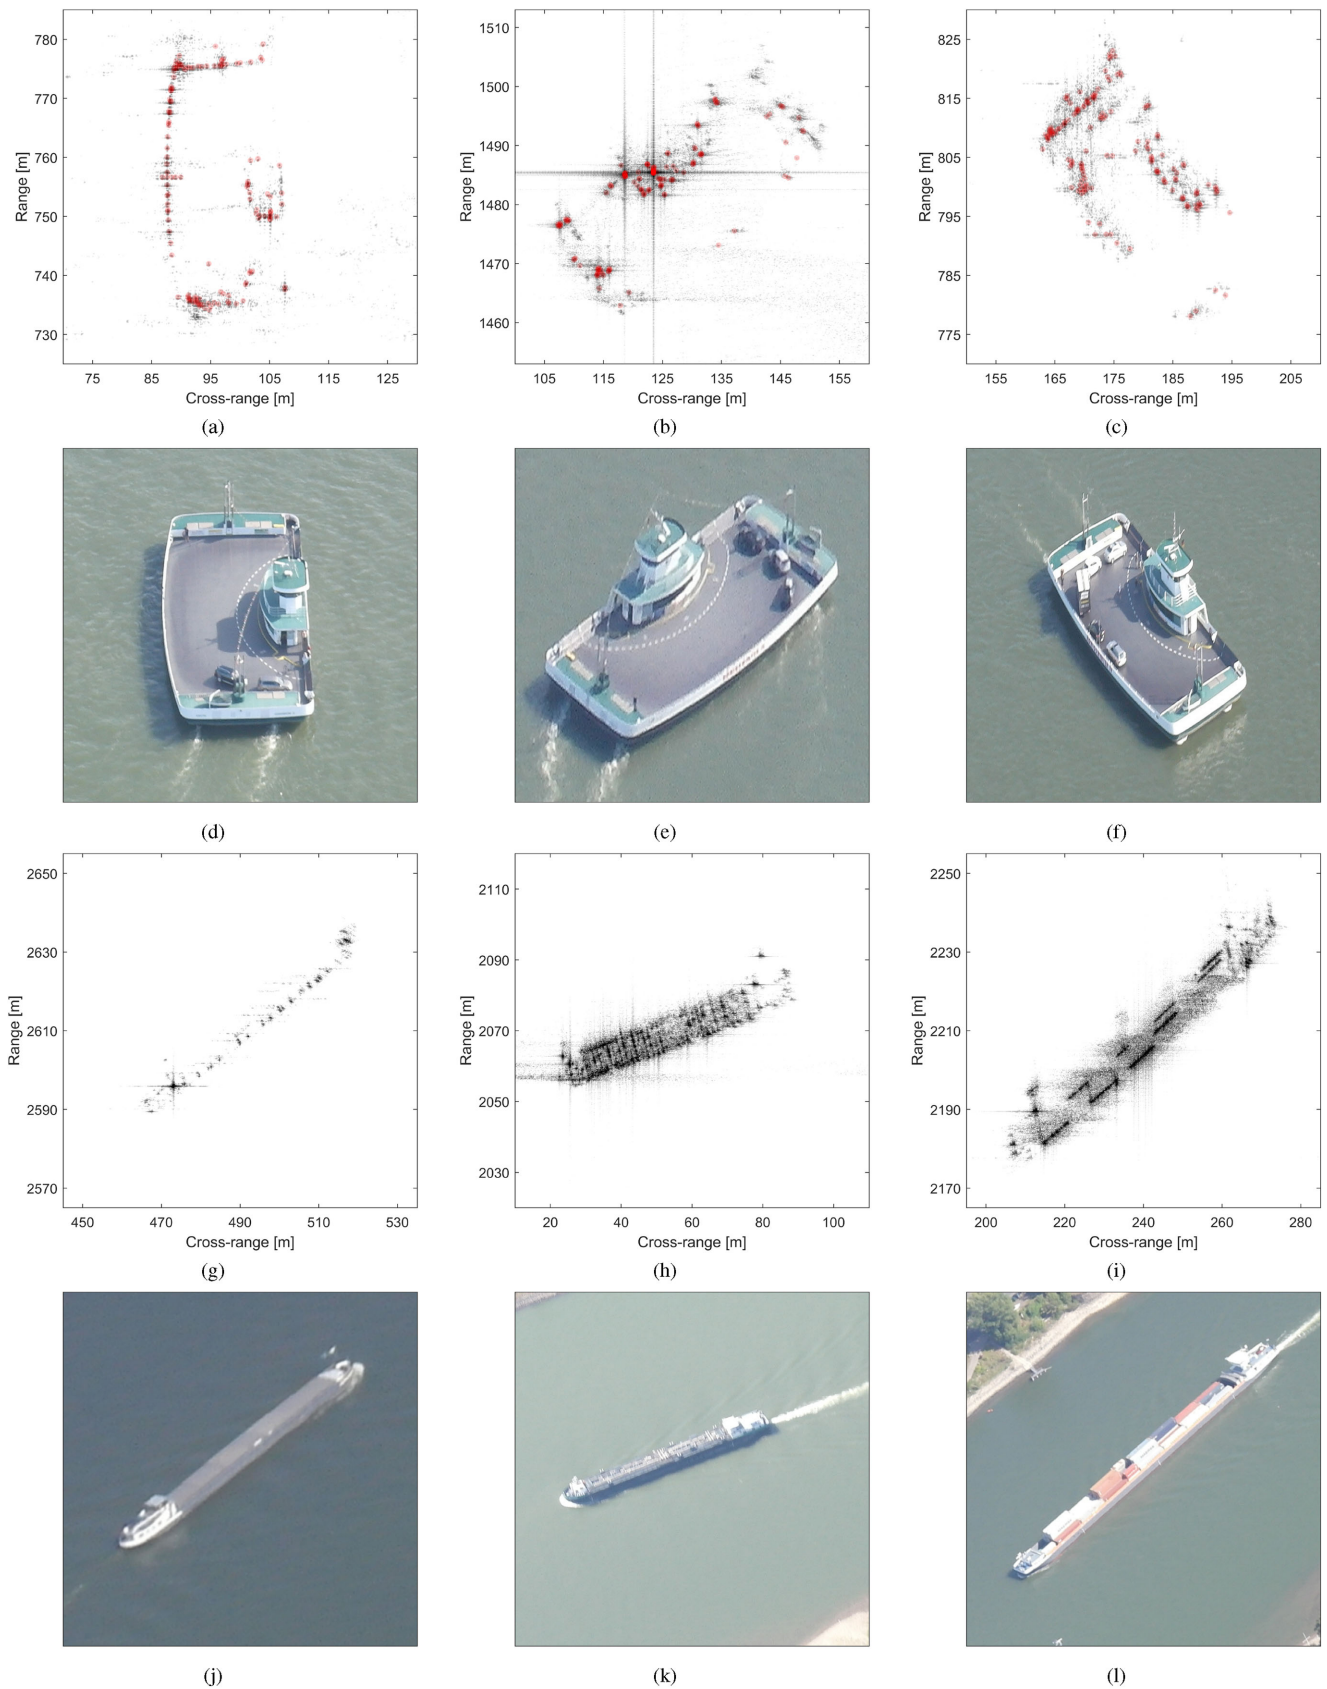 780
770
760
750
740
730
Range [m]
75 85 95 105 115 125
Cross-range [m]
(a)
1510
1500
1490
1480
1470
1460
Range [m]
105 115 125 135 145 155
Cross-range [m]
(b)
825
815
805
795
785
775
Range [m]
155 165 175 185 195 205
Cross-range [m]
(c)
(d)
(e)
(f)
2650
2630
2610
2590
2570
Range [m]
450 470 490 510 530
Cross-range [m]
(g)
2110
2090
2070
2050
2030
Range [m]
20 40 60 80 100
Cross-range [m]
(h)
2250
2230
2210
2190
2170
Range [m]
200 220 240 260 280
Cross-range [m]
(i)
(j)
(k)
(l)